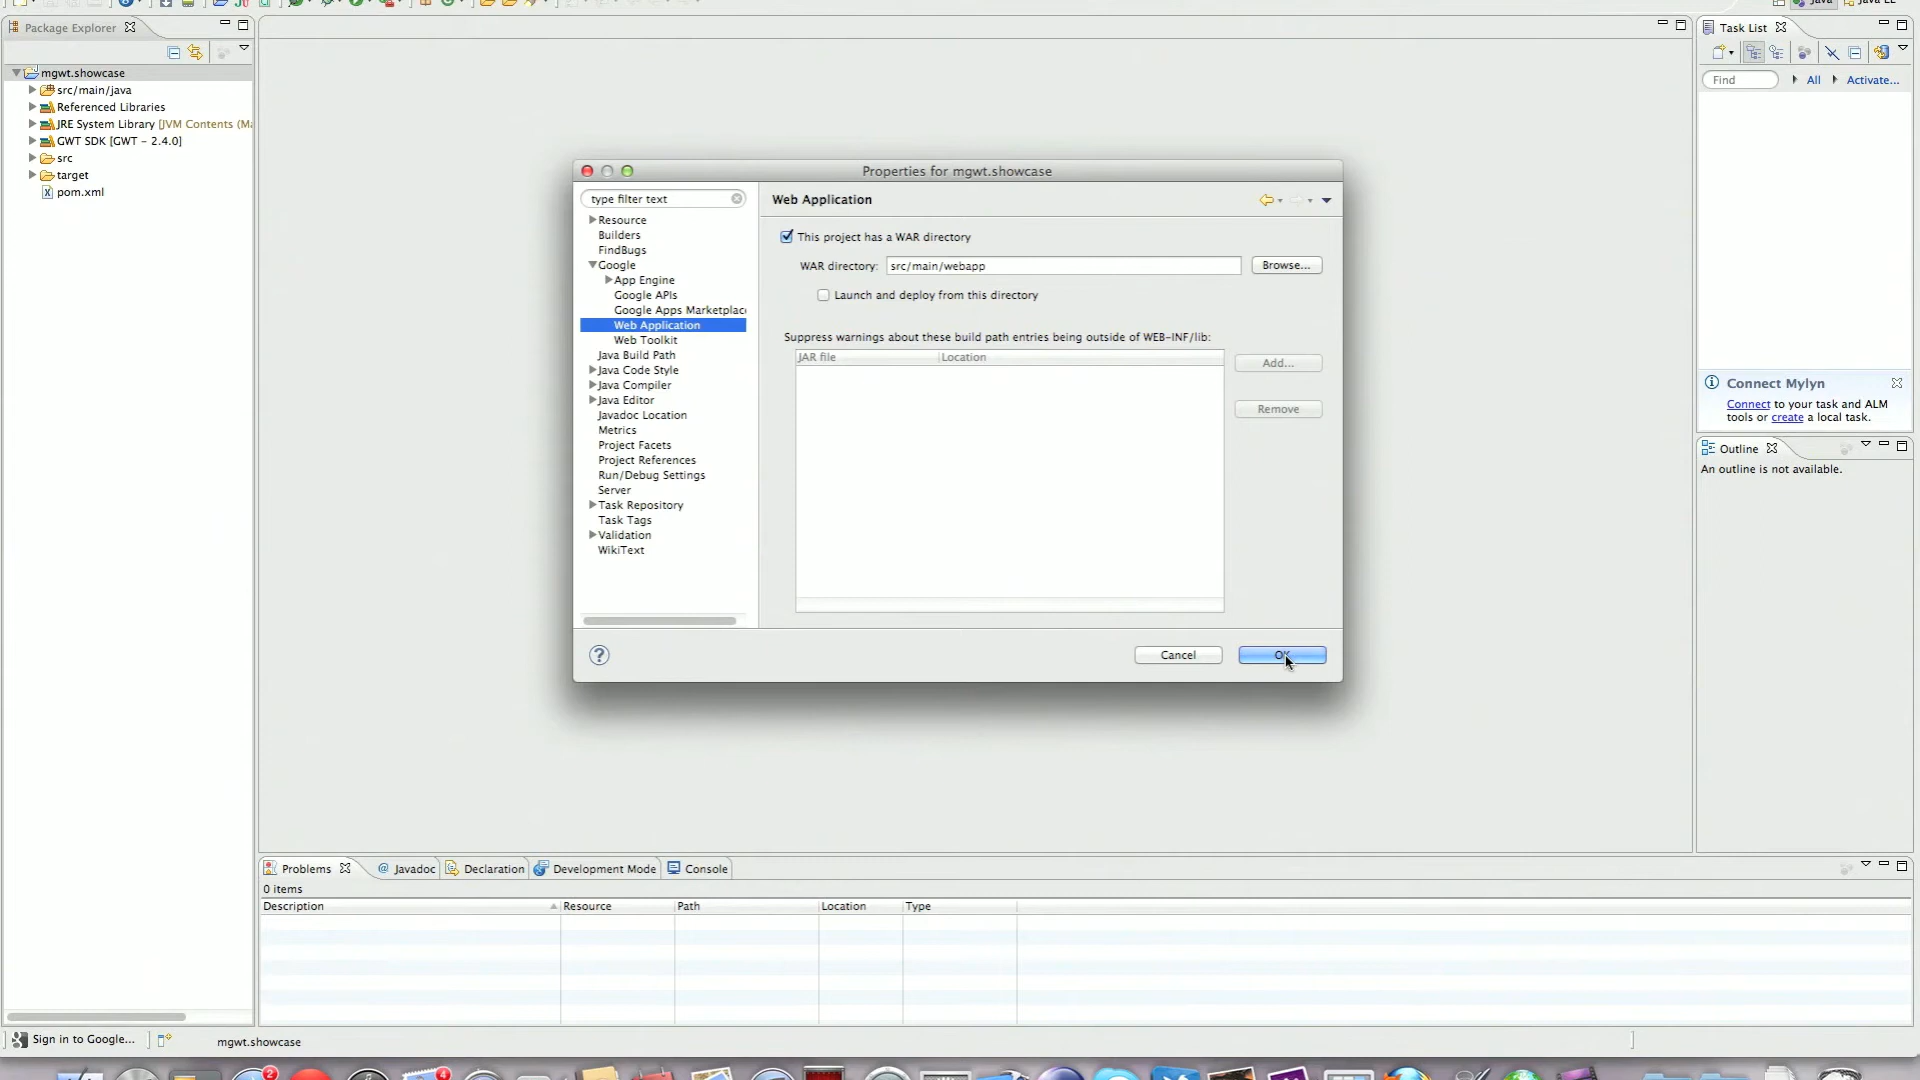 Java
Java EE
Package Explorer
mgwt.showcase
src/main/java
Referenced Libraries
JRE System Library [JVM Contents (Ma
GWT SDK [GWT - 2.4.0]
src
target
pom.xml
Properties for mgwt.showcase
type filter text
Resource
Builders
FindBugs
Google
App Engine
Google APIs
Google Apps Marketplac
Web Application
Web Toolkit
Java Build Path
Java Code Style
Java Compiler
Java Editor
Javadoc Location
Metrics
Project Facets
Project References
Run/Debug Settings
Server
Task Repository
Task Tags
Validation
WikiText
Web Application
This project has a WAR directory
WAR directory: src/main/webapp Browse...
Launch and deploy from this directory
Suppress warnings about these build path entries being outside of WEB-INF/lib:
JAR file Location
Add...
Remove
? Cancel OK
Task List
Find All Activate...
Connect Mylyn
Connect to your task and ALM
tools or create a local task.
Outline
An outline is not available.
Problems @ Javadoc Declaration Development Mode Console
0 items
Description Resource Path Location Type
Sign in to Google... mgwt.showcase
2
4